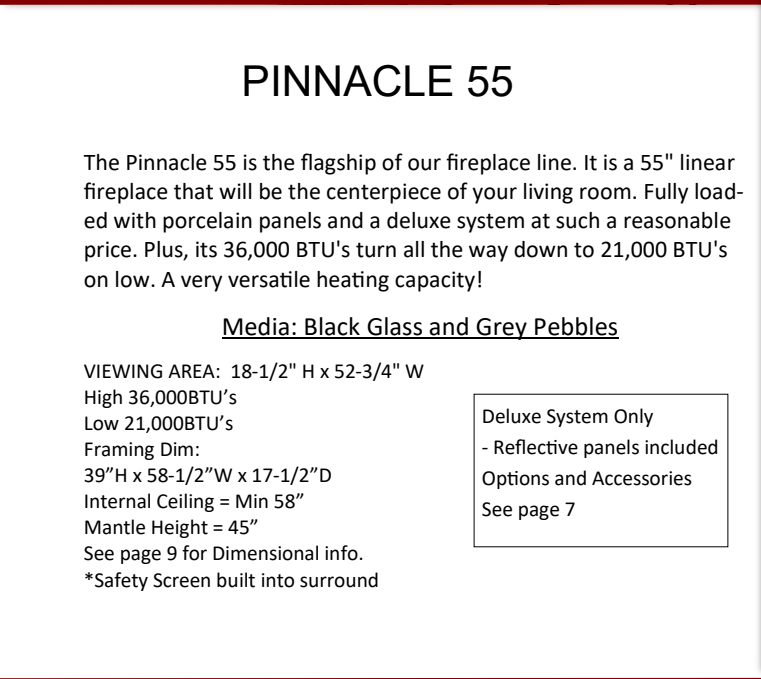 PINNACLE 55
The Pinnacle 55 is the flagship of our fireplace line. It is a 55" linear
fireplace that will be the centerpiece of your living room. Fully load-
ed with porcelain panels and a deluxe system at such a reasonable
price. Plus, its 36,000 BTU's turn all the way down to 21,000 BTU's
on low. A very versatile heating capacity!
Media: Black Glass and Grey Pebbles
VIEWING AREA:  18-1/2" H x 52-3/4" W
High 36,000BTU’s
Low 21,000BTU’s
Framing Dim:
39”H x 58-1/2”W x 17-1/2”D
Internal Ceiling = Min 58”
Mantle Height = 45”
See page 9 for Dimensional info.
*Safety Screen built into surround
Deluxe System Only
- Reflective panels included
Options and Accessories
See page 7